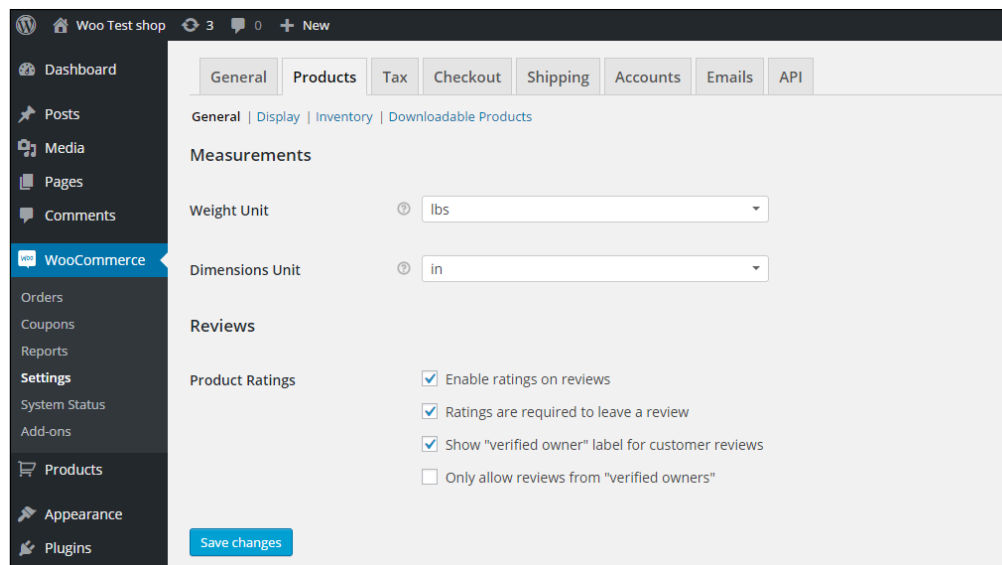 Woo Test shop 3 0 New
Dashboard
Posts
Media
Pages
Comments
WOO WooCommerce
Orders
Coupons
Reports
Settings
System Status
Add-ons
Products
Appearance
Plugins
General Products Tax Checkout Shipping Accounts Emails API
General | Display | Inventory | Downloadable Products
Measurements
Weight Unit ? lbs
Dimensions Unit ? in
Reviews
Product Ratings Enable ratings on reviews
Ratings are required to leave a review
Show "verified owner" label for customer reviews
Only allow reviews from "verified owners"
Save changes